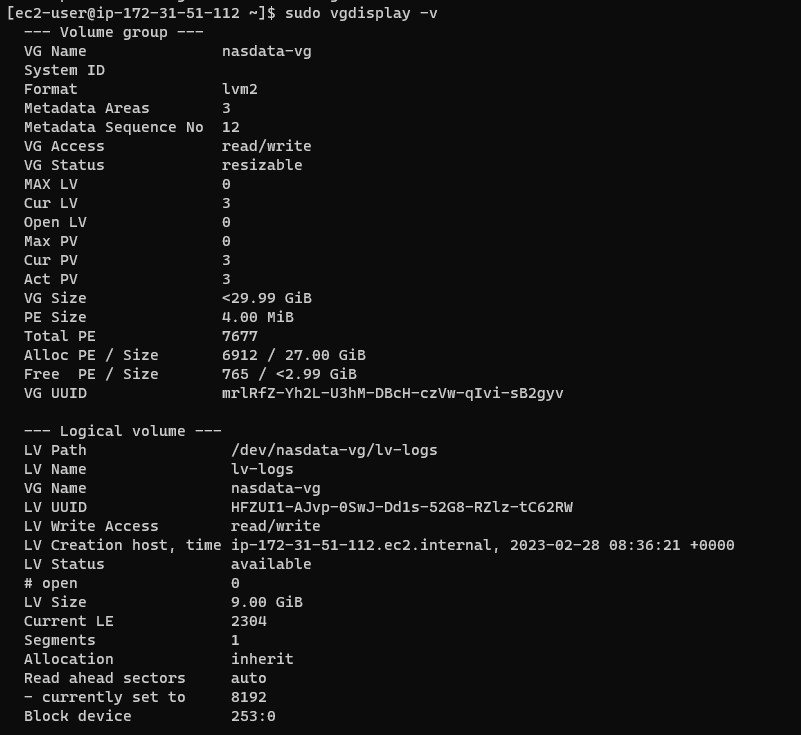 [ec2-user@ip-172-31-51-112 ~]$ sudo vgdisplay -v
  --- Volume group ---
  VG Name               nasdata-vg
  System ID
  Format                lvm2
  Metadata Areas        3
  Metadata Sequence No  12
  VG Access             read/write
  VG Status             resizable
  MAX LV                0
  Cur LV                3
  Open LV               0
  Max PV                0
  Cur PV                3
  Act PV                3
  VG Size               <29.99 GiB
  PE Size               4.00 MiB
  Total PE              7677
  Alloc PE / Size       6912 / 27.00 GiB
  Free  PE / Size       765 / <2.99 GiB
  VG UUID               mrlRfZ-Yh2L-U3hM-DBcH-czVw-qIvi-sB2gyv

  --- Logical volume ---
  LV Path                /dev/nasdata-vg/lv-logs
  LV Name                lv-logs
  VG Name                nasdata-vg
  LV UUID                HFZUI1-AJvp-0SwJ-Dd1s-52G8-RZlz-tC62RW
  LV Write Access        read/write
  LV Creation host, time ip-172-31-51-112.ec2.internal, 2023-02-28 08:36:21 +0000
  LV Status              available
  # open                 0
  LV Size                9.00 GiB
  Current LE             2304
  Segments               1
  Allocation             inherit
  Read ahead sectors     auto
  - currently set to     8192
  Block device           253:0